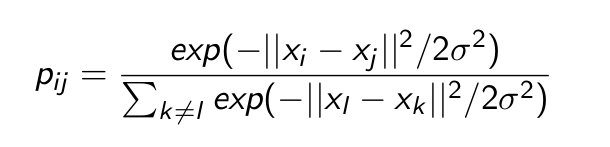 p_{ij} = \frac{exp(-||x_i - x_j||^2/2\sigma^2)}{\sum_{k \neq l} exp(-||x_l - x_k||^2/2\sigma^2)}